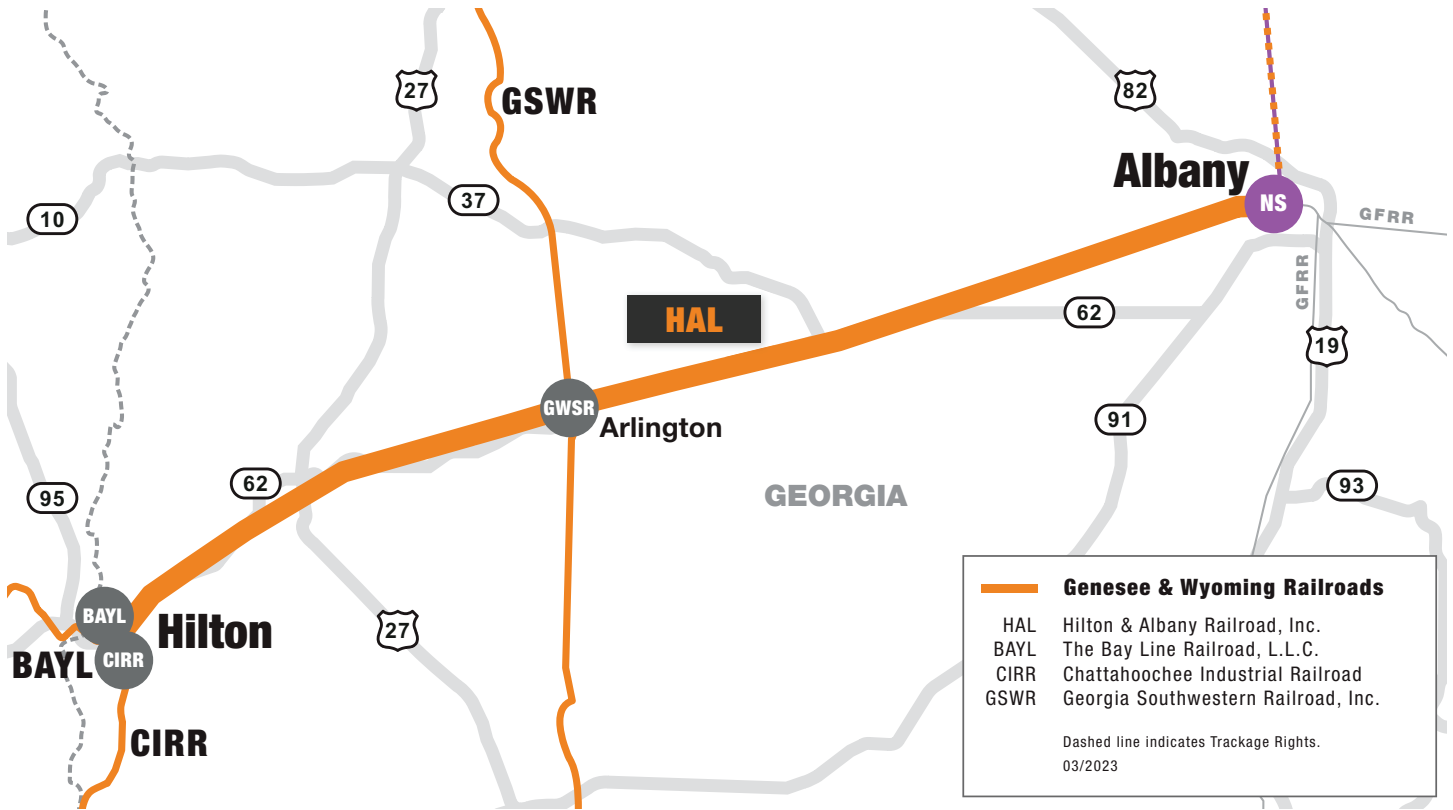 27
GSWR
82
Albany
NS
10
37
GFRR
GFRR
HAL
62
19
GWSR
Arlington
91
62
95
GEORGIA
93
BAYL
Hilton
27
BAYL
CIRR
CIRR
Genesee & Wyoming Railroads
HAL Hilton & Albany Railroad, Inc.
BAYL The Bay Line Railroad, L.L.C.
CIRR Chattahoochee Industrial Railroad
GSWR Georgia Southwestern Railroad, Inc.
Dashed line indicates Trackage Rights.
03/2023